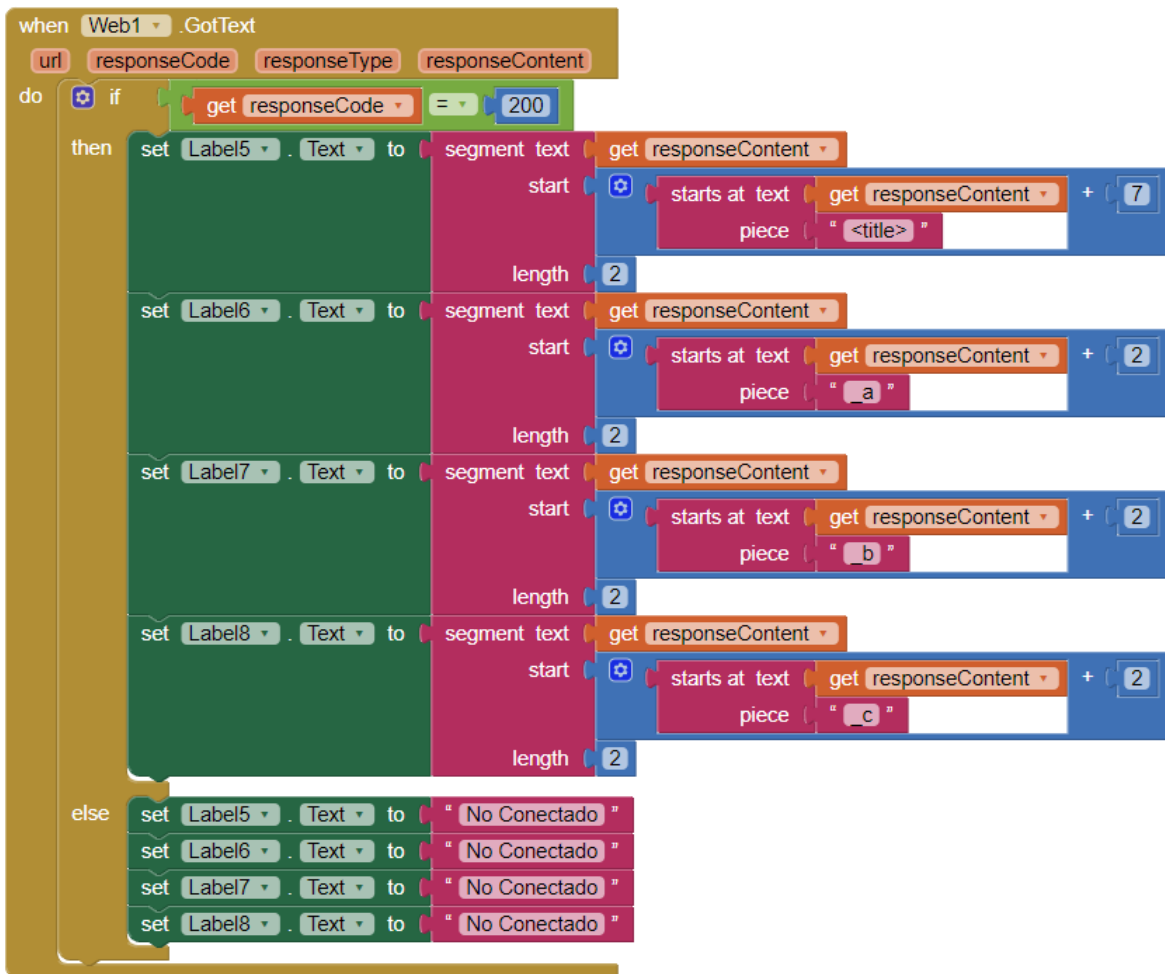 when Web1 .GotText
url responseCode responseType responseContent
do if get responseCode = 200
then set Label5 . Text to segment text get responseContent
start starts at text get responseContent + 7
piece “ <title> ”
length 2
set Label6 . Text to segment text get responseContent
start starts at text get responseContent + 2
piece “ _a ”
length 2
set Label7 . Text to segment text get responseContent
start starts at text get responseContent + 2
piece “ _b ”
length 2
set Label8 . Text to segment text get responseContent
start starts at text get responseContent + 2
piece “ _c ”
length 2
else set Label5 . Text to “ No Conectado ”
set Label6 . Text to “ No Conectado ”
set Label7 . Text to “ No Conectado ”
set Label8 . Text to “ No Conectado ”